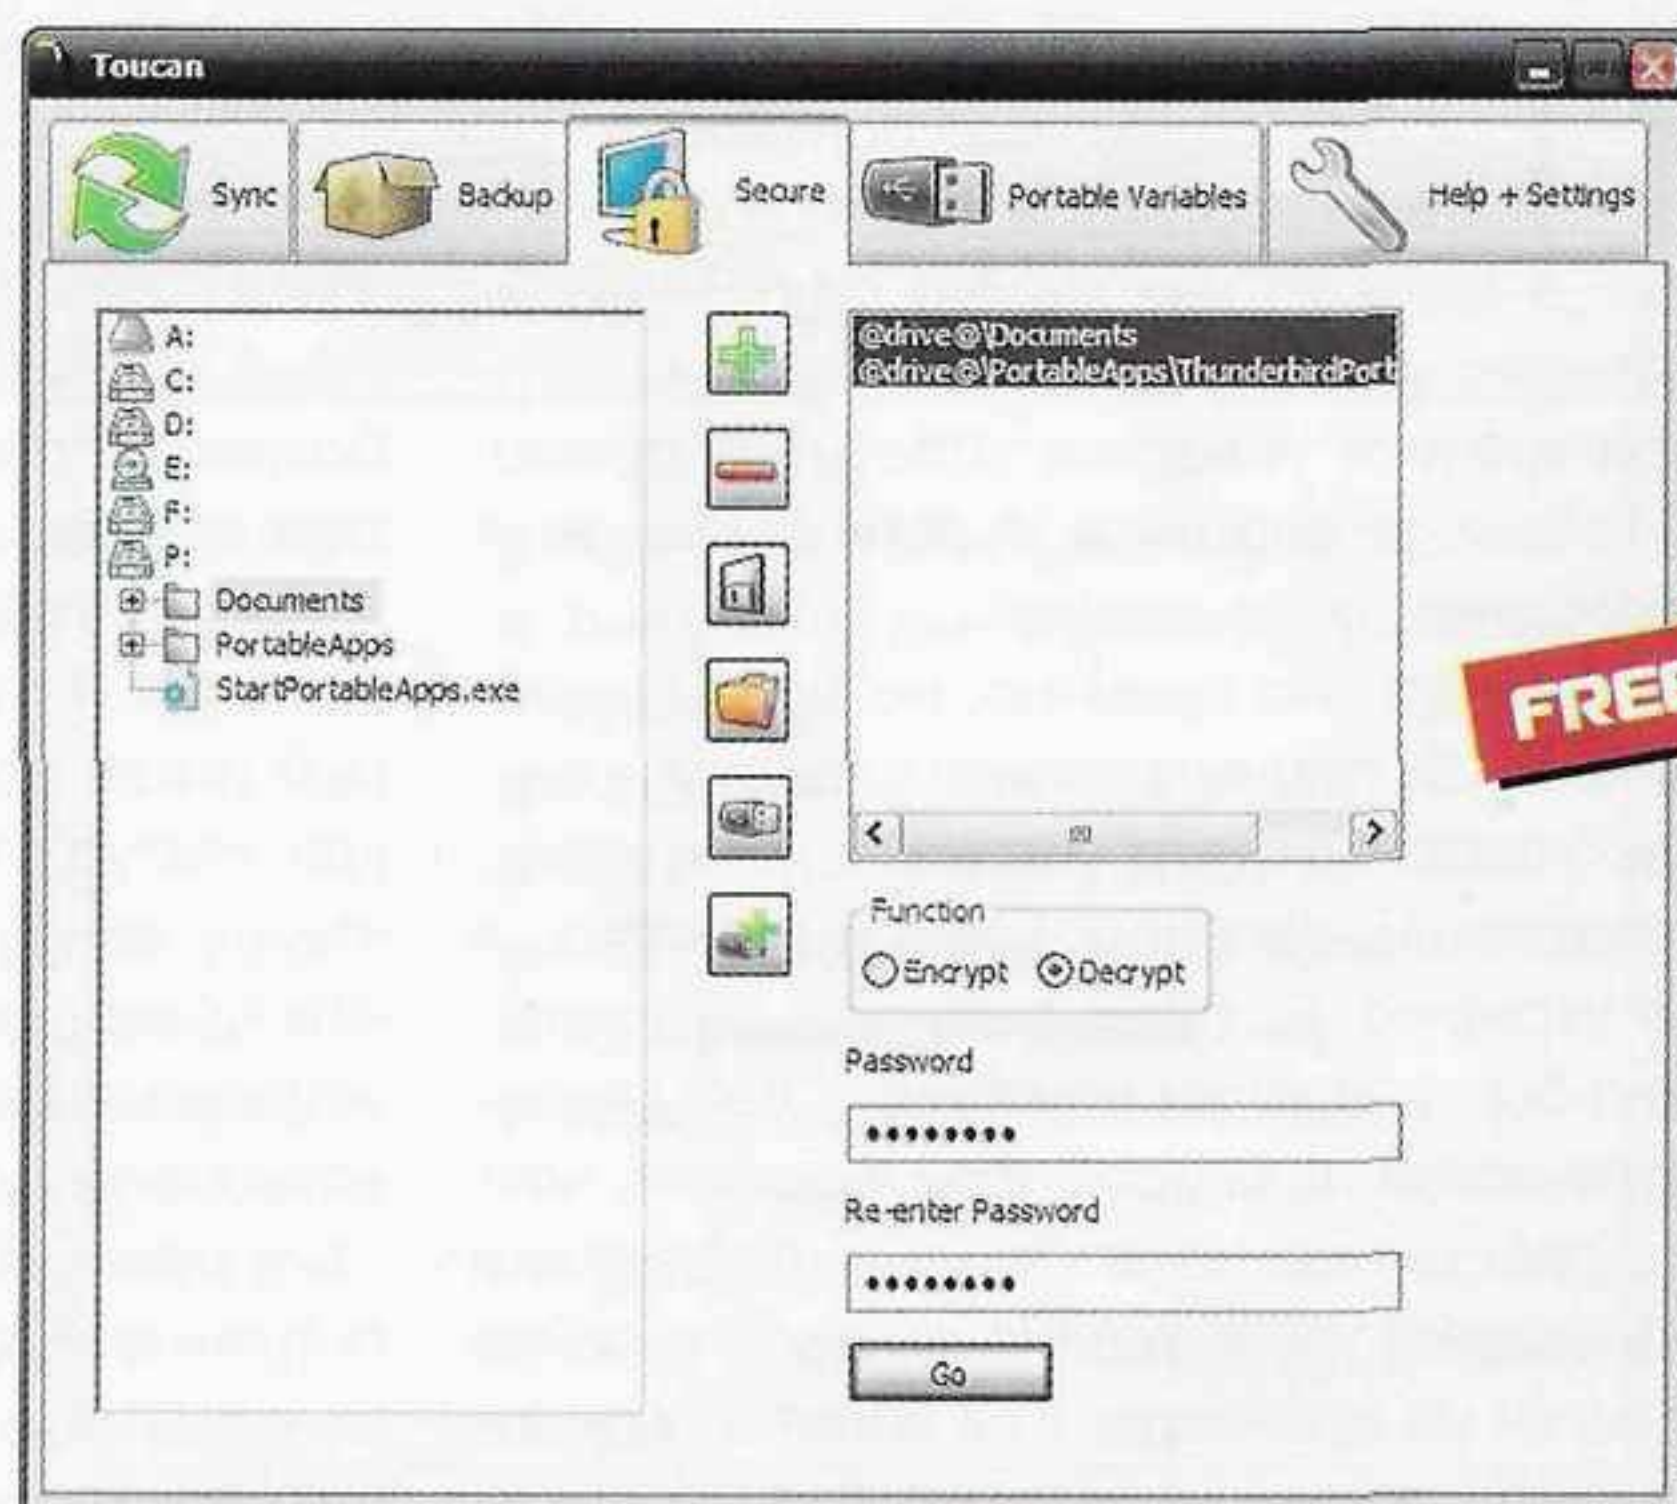 Toucan
Sync
Backup
Secure
Portable Variables
Help + Settings
A:
C:
D:
E:
F:
P:
Documents
PortableApps
StartPortableApps.exe
@drive@\Documents
@drive@\PortableApps\ThunderbirdPort
FREE
Function
Encrypt
Decrypt
Password
••••••••
Re-enter Password
••••••••
Go